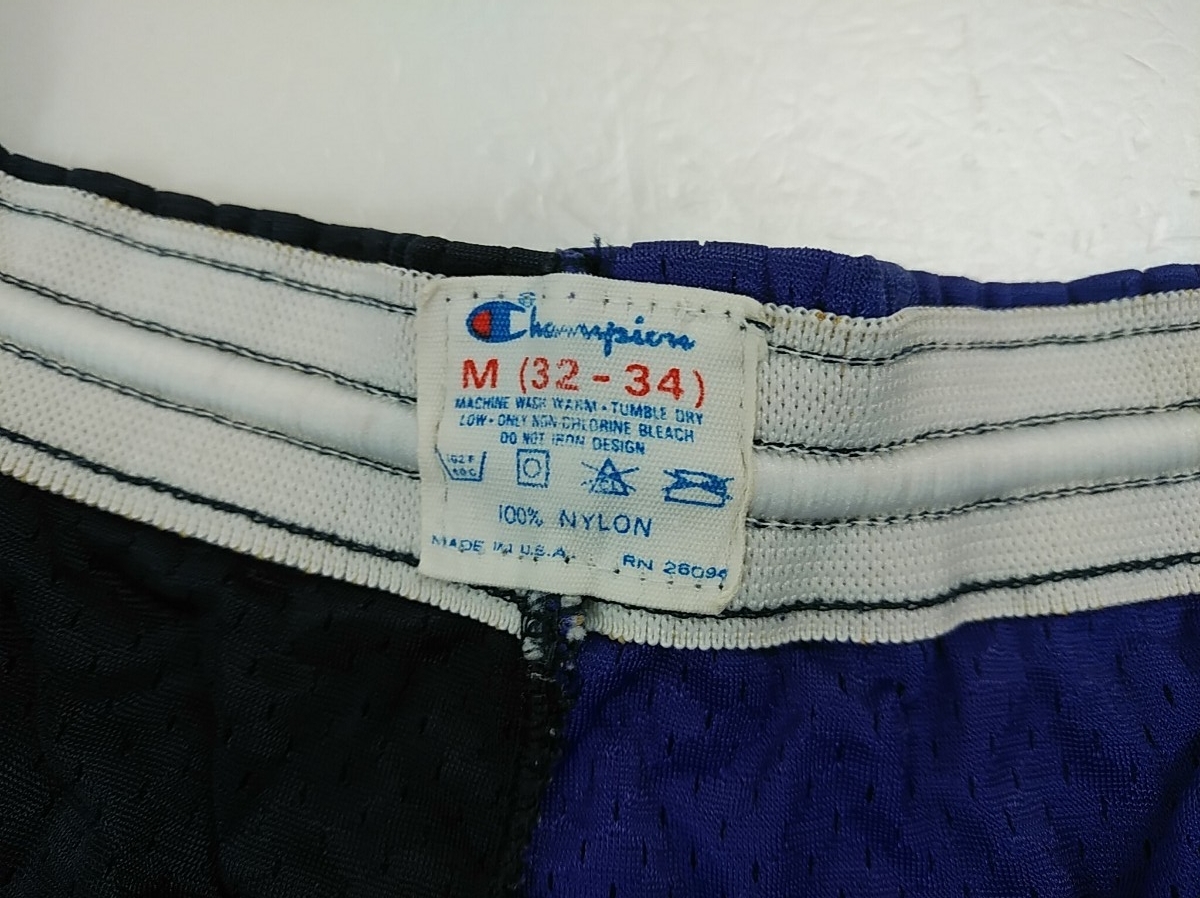 Champion
®
M (32 - 34)
MACHINE WASH WARM • TUMBLE DRY
LOW • ONLY NON-CHLORINE BLEACH
DO NOT IRON DESIGN
100% NYLON
MADE IN U.S.A.
RN 26094